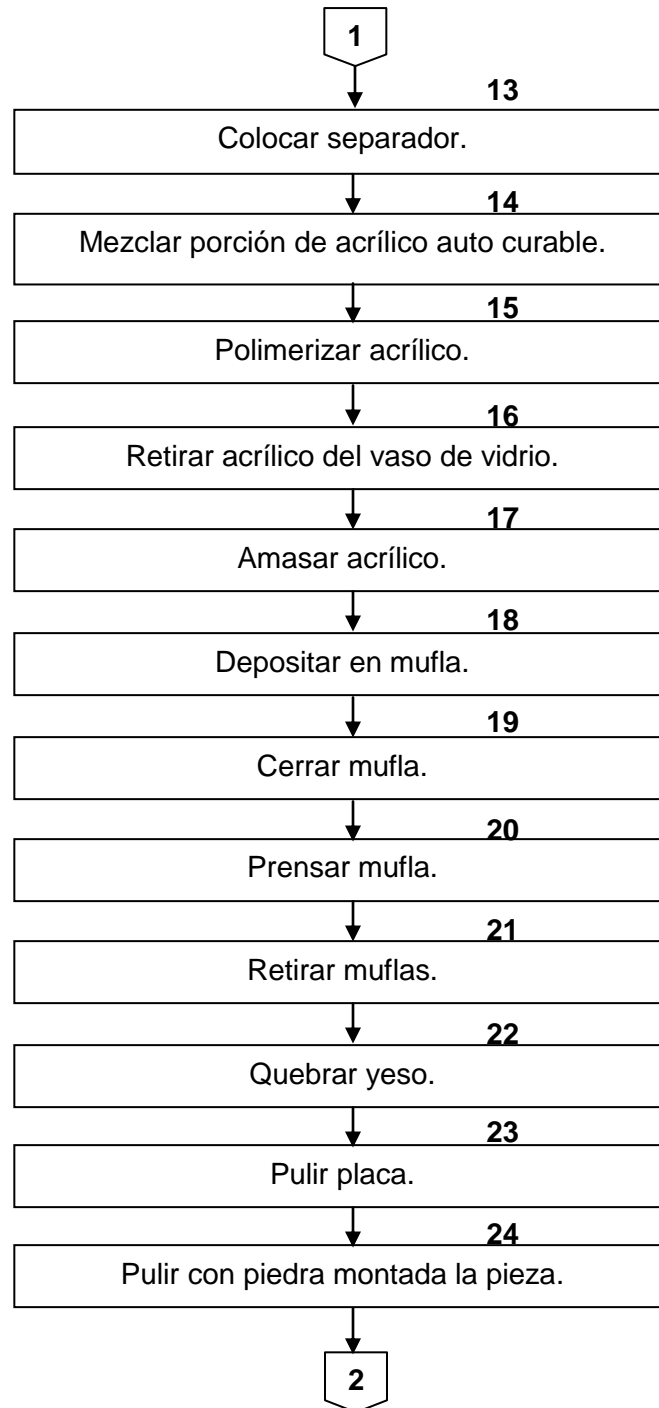 1
13
Colocar separador.
14
Mezclar porción de acrílico auto curable.
15
Polimerizar acrílico.
16
Retirar acrílico del vaso de vidrio.
17
Amasar acrílico.
18
Depositar en mufla.
19
Cerrar mufla.
20
Prensar mufla.
21
Retirar muflas.
22
Quebrar yeso.
23
Pulir placa.
24
Pulir con piedra montada la pieza.
2